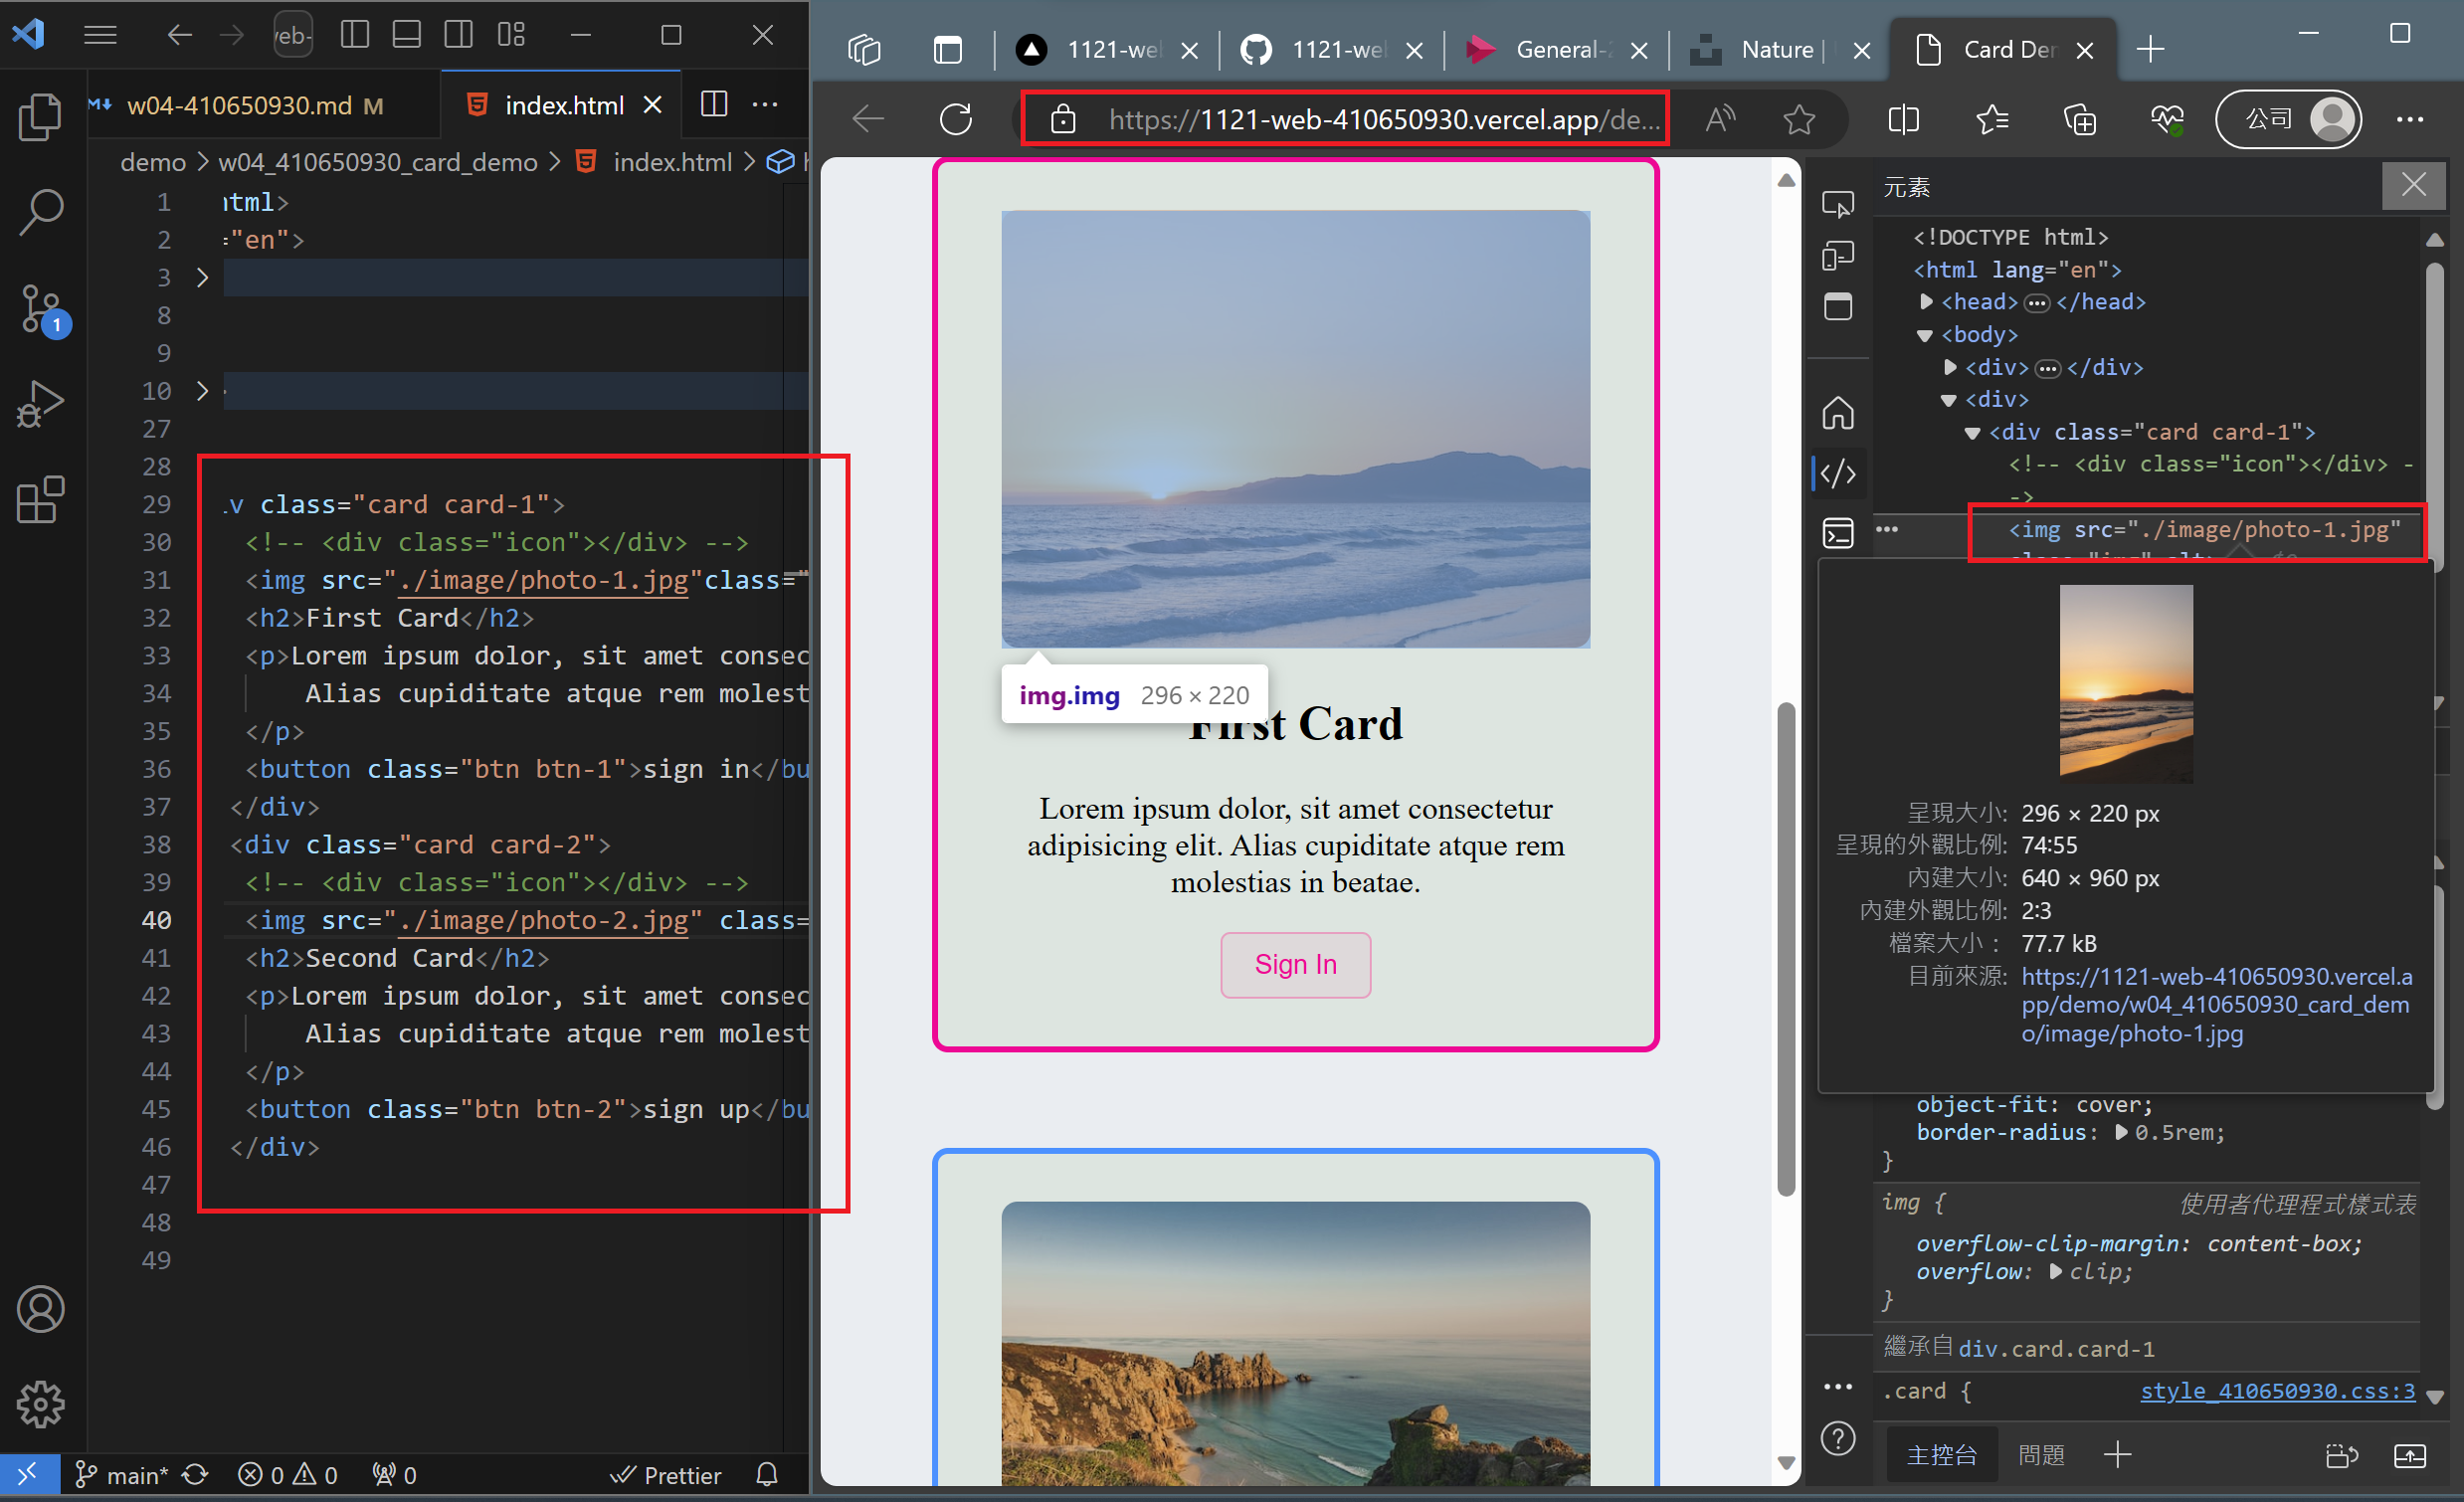 w04-410650930.md M
index.html
demo > w04_410650930_card_demo > index.html >
1 html>
2 ="en">
3
8
9
10
27
28
29 v class="card card-1">
30 <!-- <div class="icon"></div> -->
31 <img src="./image/photo-1.jpg"class="
32 <h2>First Card</h2>
33 <p>Lorem ipsum dolor, sit amet consec
34 Alias cupiditate atque rem molest
35 </p>
36 <button class="btn btn-1">sign in</bu
37 </div>
38 <div class="card card-2">
39 <!-- <div class="icon"></div> -->
40 <img src="./image/photo-2.jpg" class=
41 <h2>Second Card</h2>
42 <p>Lorem ipsum dolor, sit amet consec
43 Alias cupiditate atque rem molest
44 </p>
45 <button class="btn btn-2">sign up</bu
46 </div>
47
48
49
1
main* 0 0 0 Prettier
1121-we
1121-we
General-
Nature |
Card De
https://1121-web-410650930.vercel.app/de...
公司
img.img 296 × 220
First Card
Lorem ipsum dolor, sit amet consectetur
adipisicing elit. Alias cupiditate atque rem
molestias in beatae.
Sign In
元素
<!DOCTYPE html>
<html lang="en">
<head> ... </head>
<body>
<div> ... </div>
<div>
<div class="card card-1">
<!-- <div class="icon"></div> -
->
<img src="./image/photo-1.jpg"
呈現大小: 296 × 220 px
呈現的外觀比例: 74:55
內建大小: 640 × 960 px
內建外觀比例: 2:3
檔案大小: 77.7 kB
目前來源: https://1121-web-410650930.vercel.a
pp/demo/w04_410650930_card_dem
o/image/photo-1.jpg
object-fit: cover;
border-radius: 0.5rem;
}
img { 使用者代理程式樣式表
overflow-clip-margin: content-box;
overflow: clip;
}
繼承自 div.card.card-1
.card { style_410650930.css:3
主控台 問題